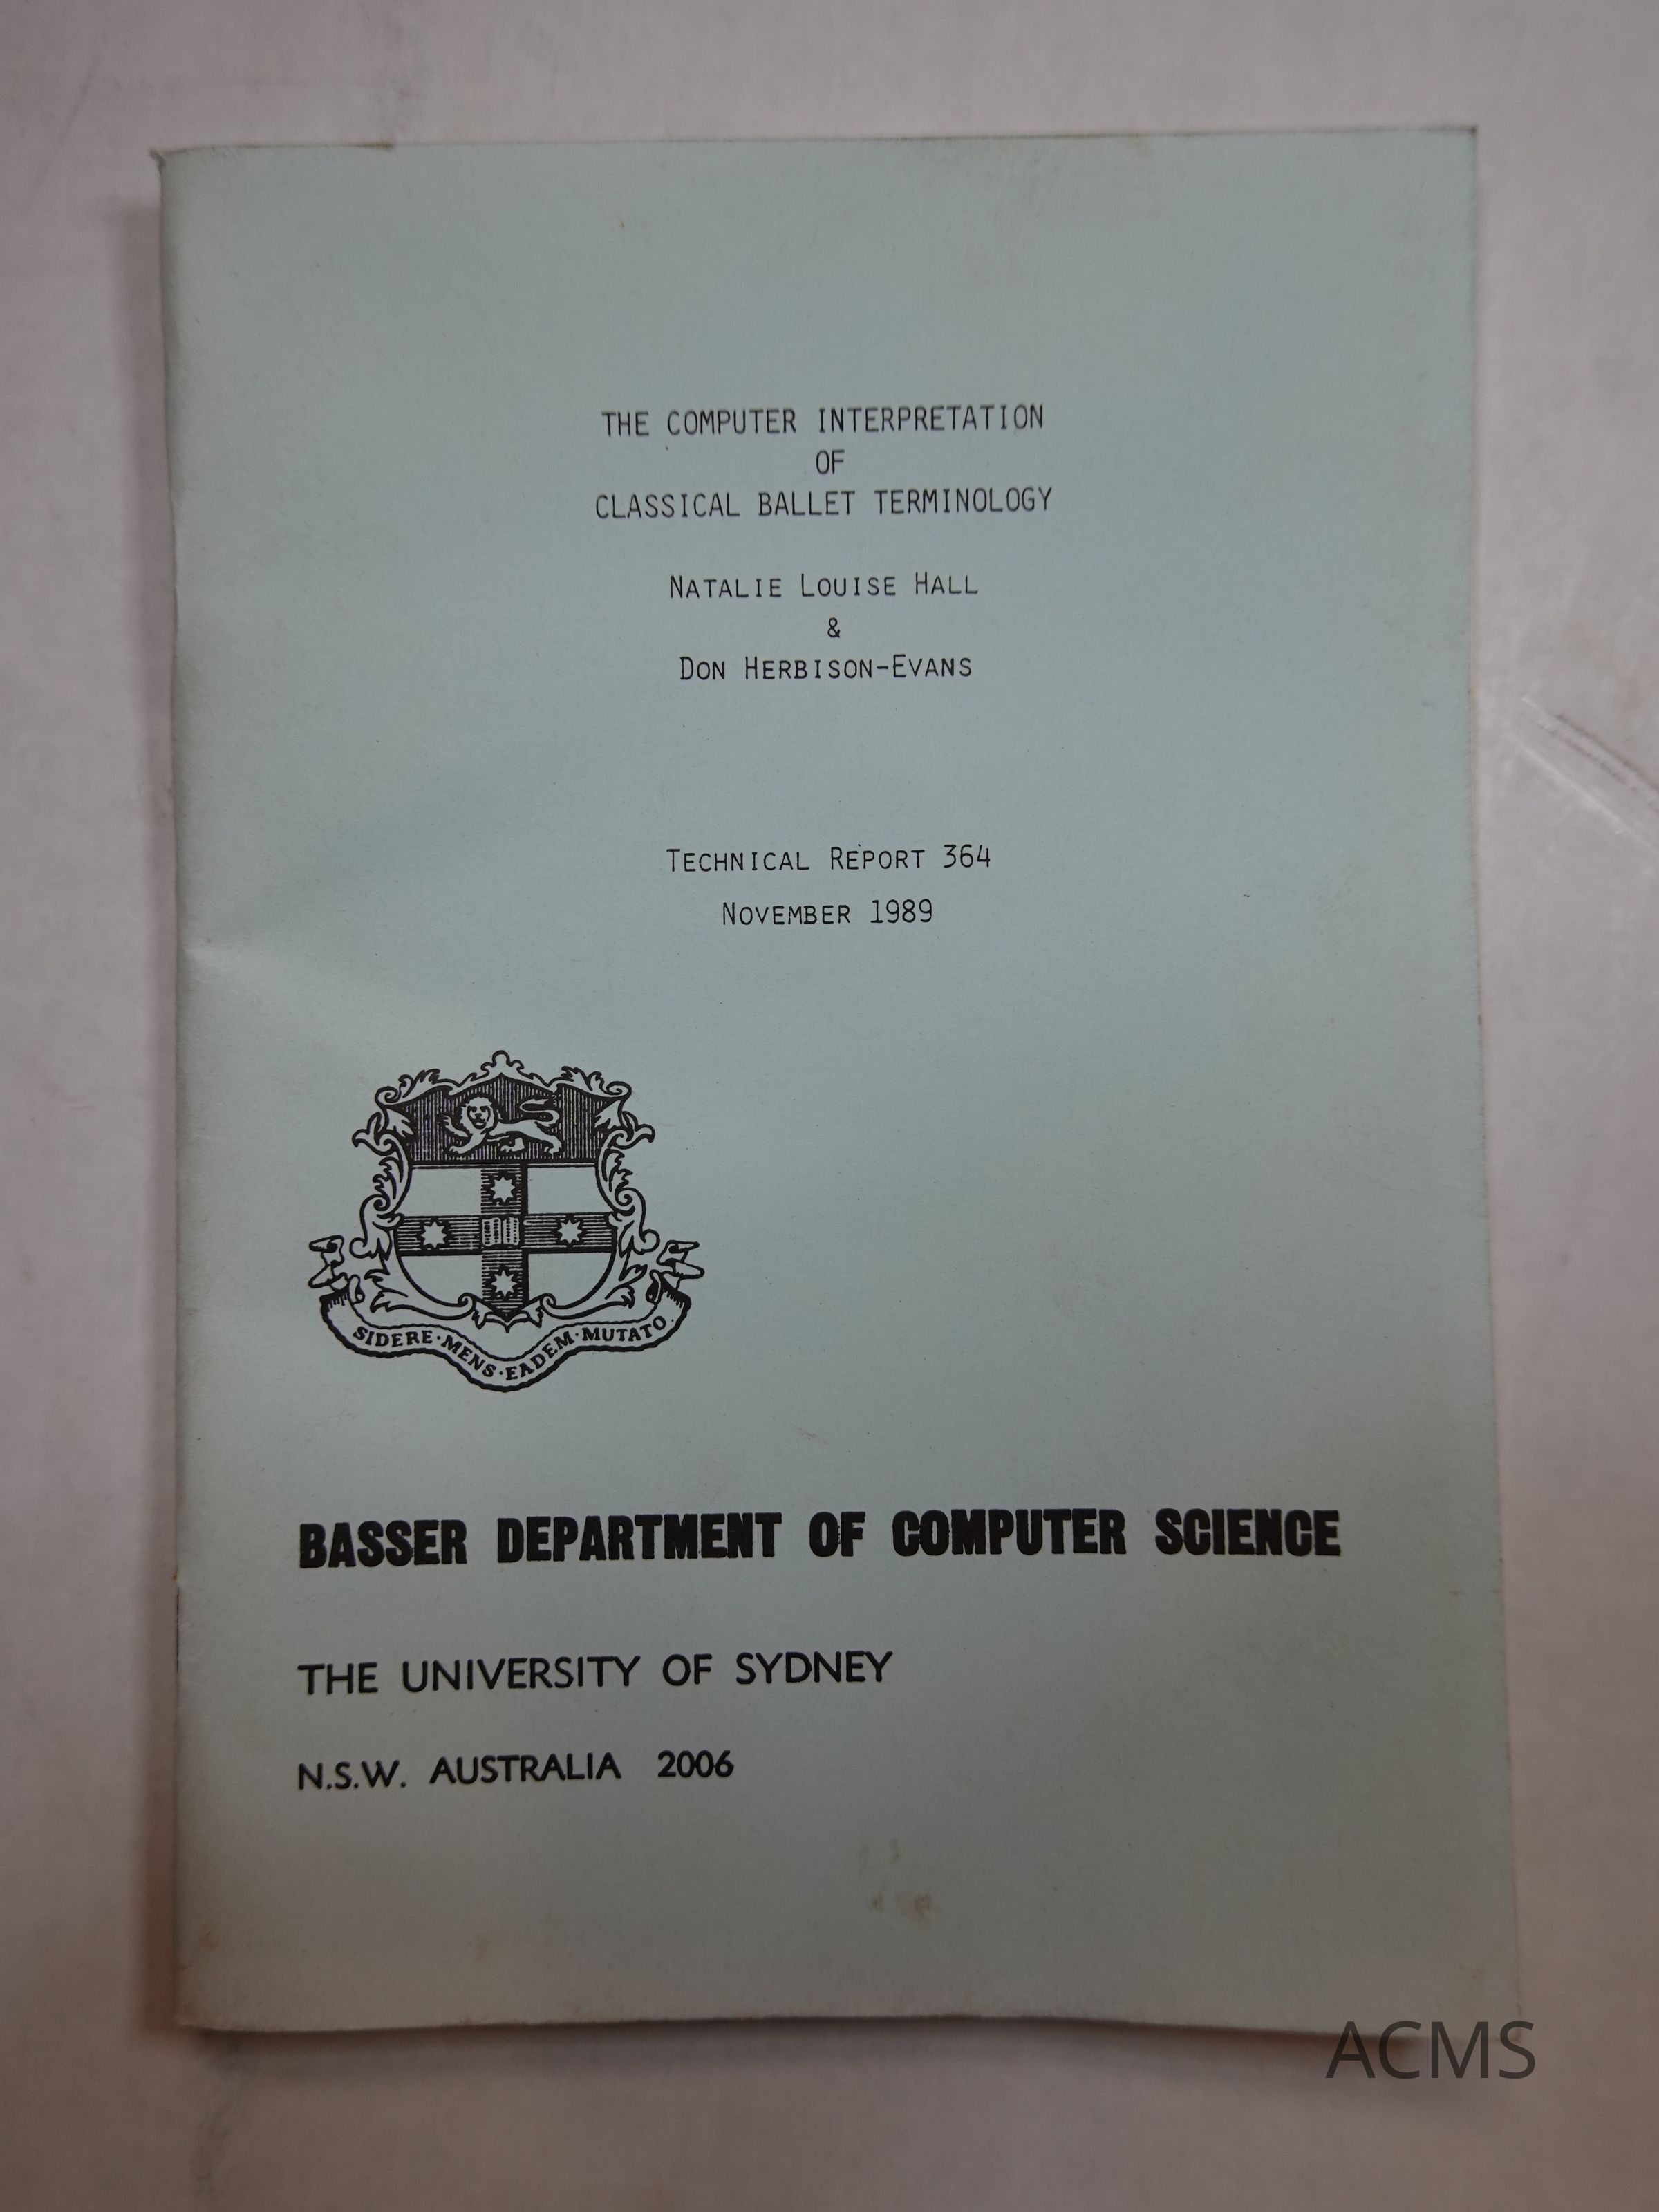 THE COMPUTER INTERPRETATION
OF
CLASSICAL BALLET TERMINOLOGY
NATALIE LOUISE HALL
&
DON HERBISON-EVANS
TECHNICAL REPORT 364
NOVEMBER 1989
SIDERE·MENS·EADEM·MUTATO
BASSER DEPARTMENT OF COMPUTER SCIENCE
THE UNIVERSITY OF SYDNEY
N.S.W. AUSTRALIA 2006
ACMS